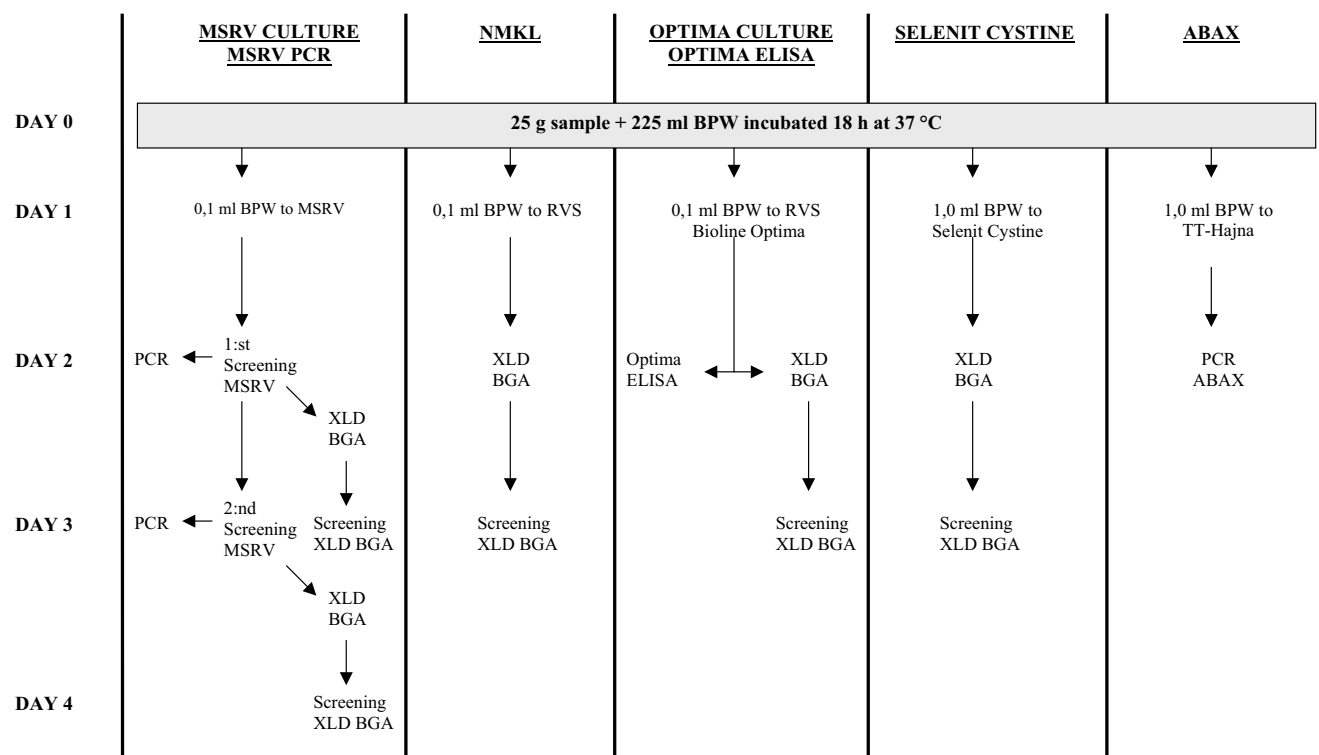 MSRV CULTURE
MSRV PCR
NMKL
OPTIMA CULTURE
OPTIMA ELISA
SELENIT CYSTINE
ABAX
DAY 0
25 g sample + 225 ml BPW incubated 18 h at 37 °C
DAY 1
0,1 ml BPW to MSRV
0,1 ml BPW to RVS
0,1 ml BPW to RVS
Bioline Optima
1,0 ml BPW to
Selenit Cystine
1,0 ml BPW to
TT-Hajna
DAY 2
PCR
1:st
Screening
MSRV
XLD
BGA
XLD
BGA
Optima
ELISA
XLD
BGA
XLD
BGA
PCR
ABAX
DAY 3
PCR
2:nd
Screening
MSRV
Screening
XLD BGA
XLD
BGA
Screening
XLD BGA
Screening
XLD BGA
Screening
XLD BGA
DAY 4
Screening
XLD BGA